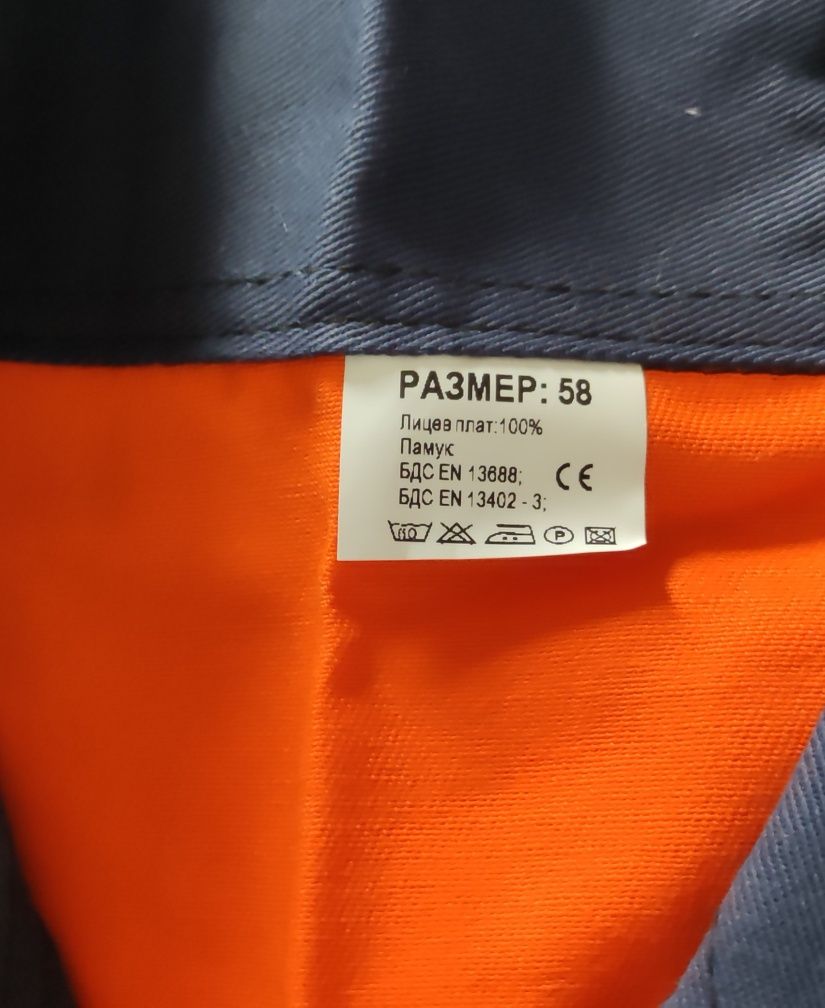 РАЗМЕР: 58
Лицев плат:100%
Памук
БДС EN 13688;
CE
БДС EN 13402 - 3;
P